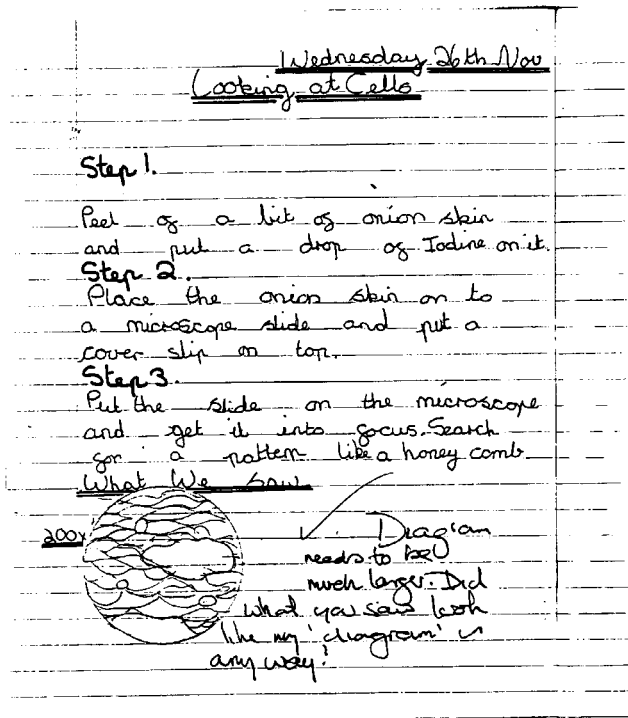 Wednesday 26th Nov
Looking at Cells
Step 1.
Peel of a bit of onion skin
and put a drop of Iodine on it.
Step 2.
Place the onion skin on to
a microscope slide and put a
cover slip on top.
Step 3.
Put the slide on the microscope
and get it into focus. Search
for a pattern like a honey comb
What We Saw
200x
Diagram
needs to be
much larger. Did
what you saw look
like my 'diagram' in
any way?